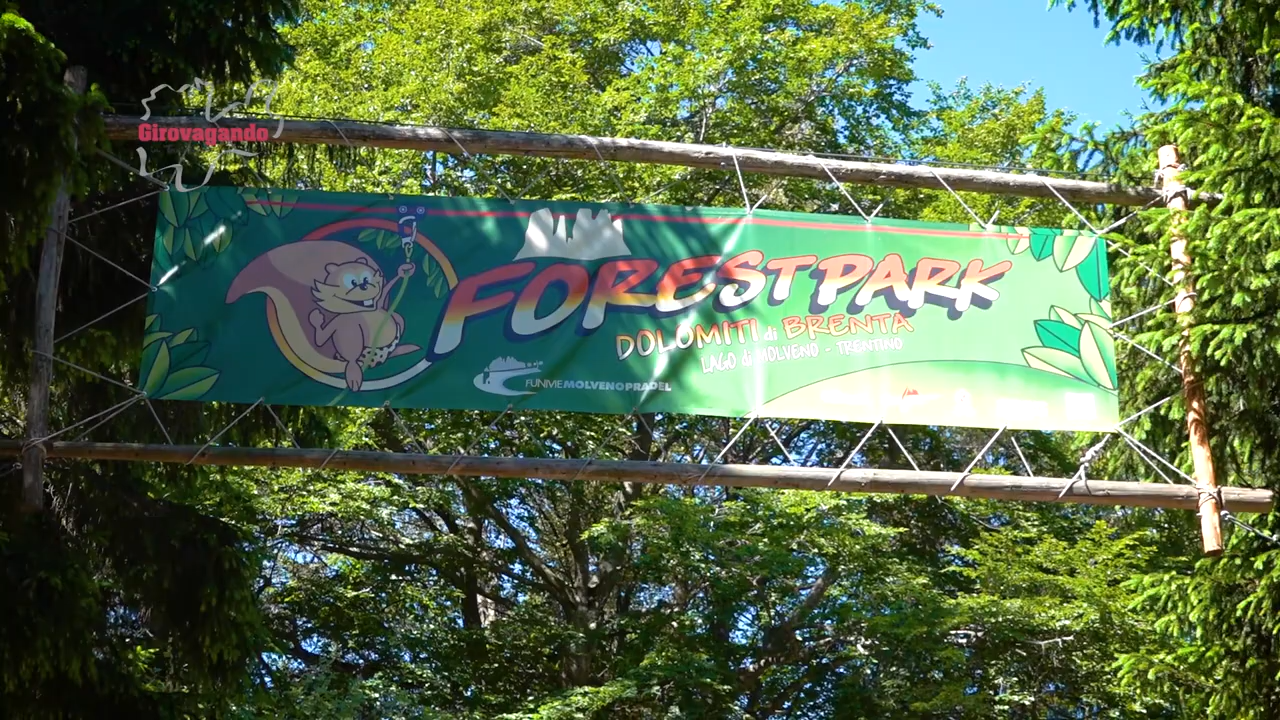 Girovagando
FORESTPARK
DOLOMITI di BRENTA
LAGO di MOLVENO - TRENTINO
FUNIVIE MOLVENO PRADEL